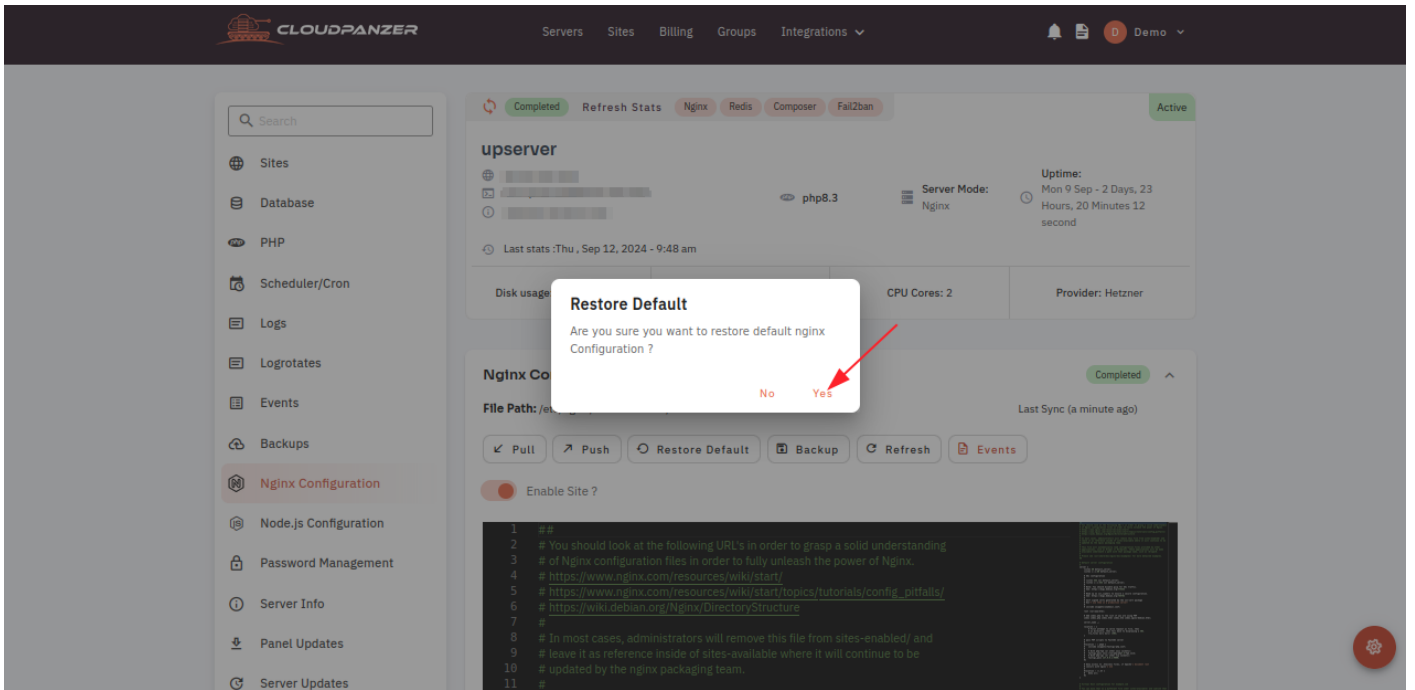 CLOUDPANZER
Servers Sites Billing Groups Integrations
D Demo
Search
Sites
Database
PHP
Scheduler/Cron
Logs
Logrotates
Events
Backups
Nginx Configuration
Node.js Configuration
Password Management
Server Info
Panel Updates
Server Updates
Completed Refresh Stats Nginx Redis Composer Fail2ban Active
upserver
php8.3
Server Mode:
Nginx
Uptime:
Mon 9 Sep - 2 Days, 23
Hours, 20 Minutes 12
second
Last stats :Thu , Sep 12, 2024 - 9:48 am
Disk usage
CPU Cores: 2
Provider: Hetzner
Restore Default
Are you sure you want to restore default nginx
Configuration ?
No Yes
Nginx Co
Completed
File Path:
Last Sync (a minute ago)
Pull Push Restore Default Backup Refresh Events
Enable Site ?
1 ##
2 # You should look at the following URL's in order to grasp a solid understanding
3 # of Nginx configuration files in order to fully unleash the power of Nginx.
4 # https://www.nginx.com/resources/wiki/start/
5 # https://www.nginx.com/resources/wiki/start/topics/tutorials/config_pitfalls/
6 # https://wiki.debian.org/Nginx/DirectoryStructure
7 #
8 # In most cases, administrators will remove this file from sites-enabled/ and
9 # leave it as reference inside of sites-available where it will continue to be
10 # updated by the nginx packaging team.
11 #